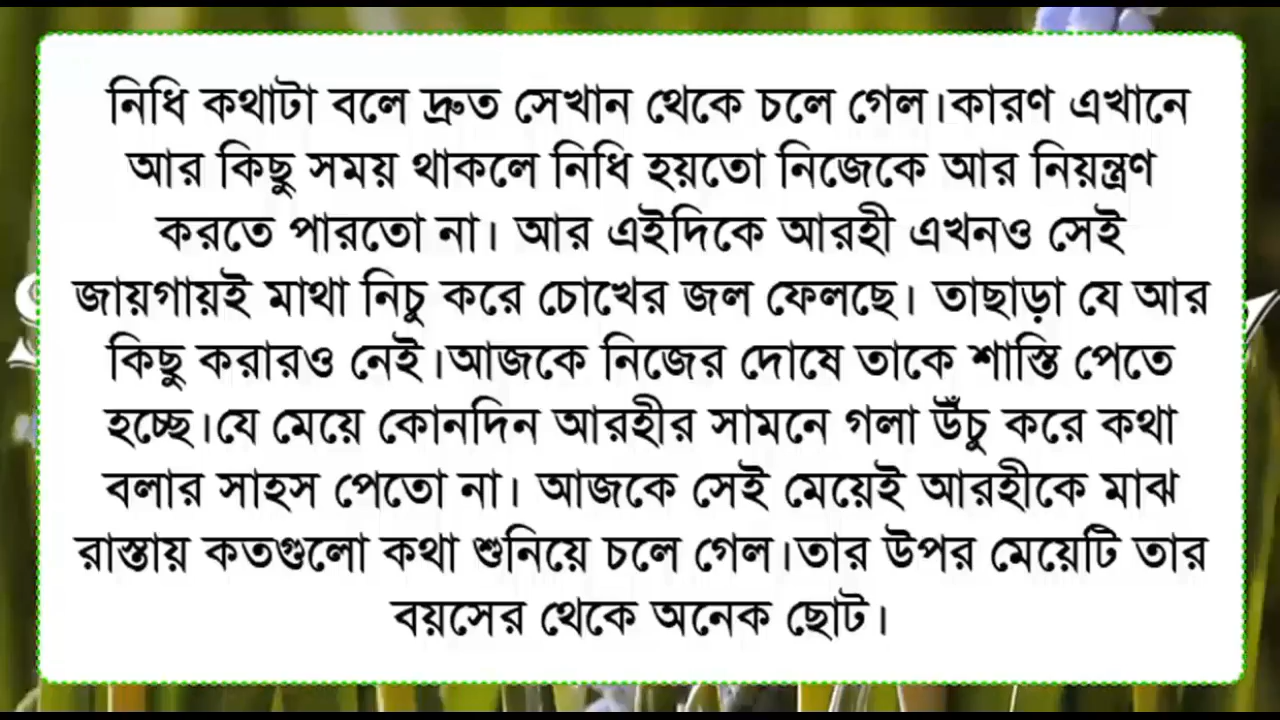 নিধি কথাটা বলে দ্রুত সেখান থেকে চলে গেল।কারণ এখানে
আর কিছু সময় থাকলে নিধি হয়তো নিজেকে আর নিয়ন্ত্রণ
করতে পারতো না। আর এইদিকে আরহী এখনও সেই
জায়গায়ই মাথা নিচু করে চোখের জল ফেলছে। তাছাড়া যে আর
কিছু করারও নেই।আজকে নিজের দোষে তাকে শাস্তি পেতে
হচ্ছে।যে মেয়ে কোনদিন আরহীর সামনে গলা উঁচু করে কথা
বলার সাহস পেতো না। আজকে সেই মেয়েই আরহীকে মাঝ
রাস্তায় কতগুলো কথা শুনিয়ে চলে গেল।তার উপর মেয়েটি তার
বয়সের থেকে অনেক ছোট।